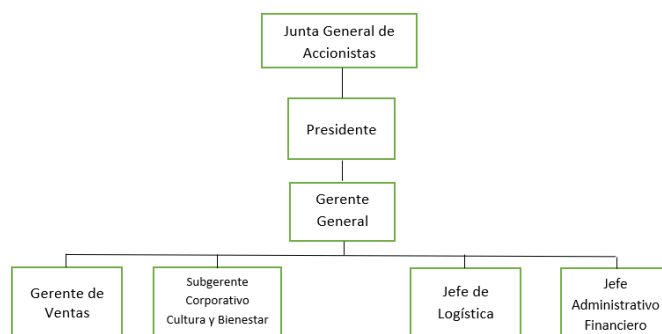 Junta General de
Accionistas
Presidente
Gerente
General
Gerente de
Ventas
Subgerente
Corporativo
Cultura y Bienestar
Jefe de
Logística
Jefe
Administrativo
Financiero